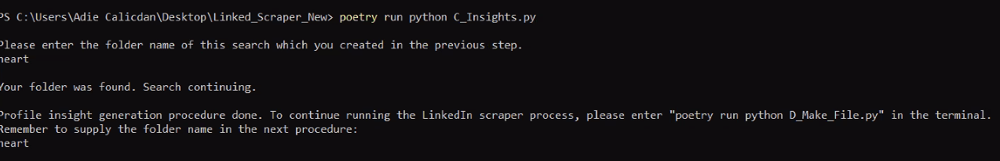 PS C:\Users\Adie Calicdan\Desktop\Linked_Scraper_New> poetry run python C_Insights.py
Please enter the folder name of this search which you created in the previous step.
heart
Your folder was found. Search continuing.
Profile insight generation procedure done. To continue running the LinkedIn scraper process, please enter "poetry run python D_Make_File.py" in the terminal.
Remember to supply the folder name in the next procedure:
heart